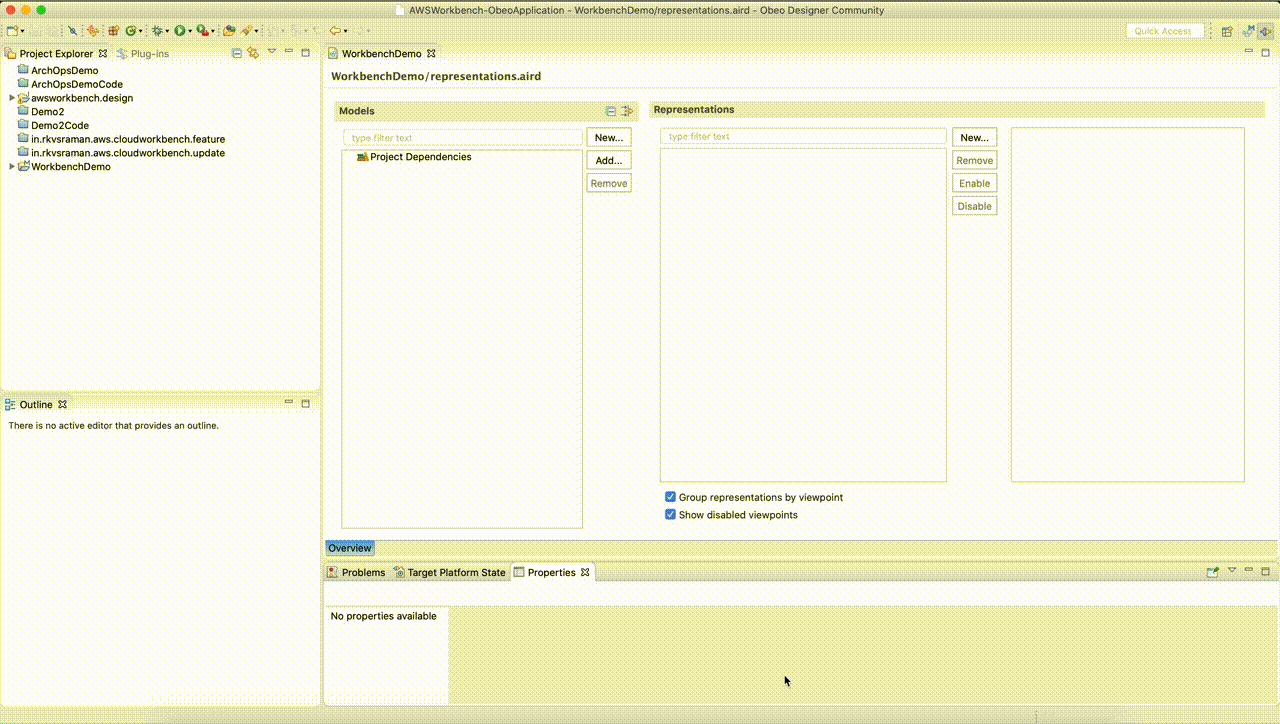 AWSWorkbench-ObeoApplication - WorkbenchDemo/representations.aird - Obeo Designer Community
Quick Access
Project Explorer
Plug-ins
ArchOpsDemo
ArchOpsDemoCode
awsworkbench.design
Demo2
Demo2Code
in.rkvsraman.aws.cloudworkbench.feature
in.rkvsraman.aws.cloudworkbench.update
WorkbenchDemo
Outline
There is no active editor that provides an outline.
WorkbenchDemo
WorkbenchDemo/representations.aird
Models
type filter text
New...
Project Dependencies
Add...
Remove
Representations
type filter text
New...
Remove
Enable
Disable
Group representations by viewpoint
Show disabled viewpoints
Overview
Problems
Target Platform State
Properties
No properties available